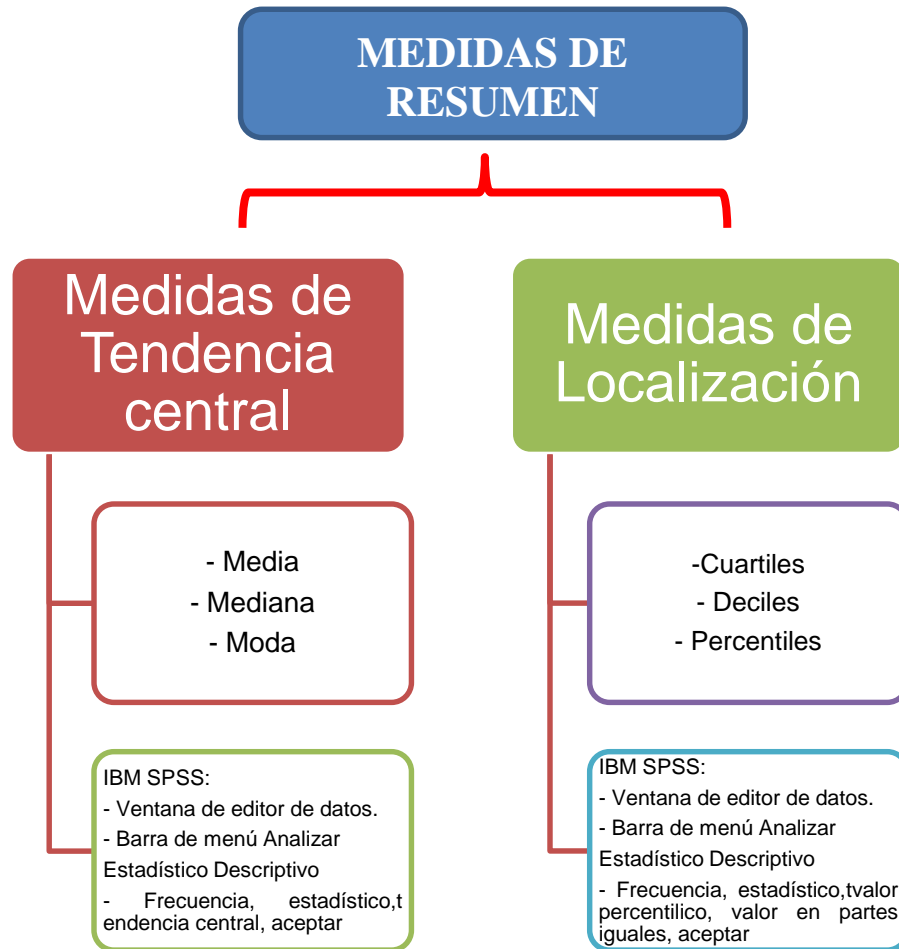 MEDIDAS DE
RESUMEN
Medidas de
Tendencia
central
- Media
- Mediana
- Moda
IBM SPSS:
- Ventana de editor de datos.
- Barra de menú Analizar
Estadístico Descriptivo
- Frecuencia, estadístico,t
endencia central, aceptar
Medidas de
Localización
-Cuartiles
- Deciles
- Percentiles
IBM SPSS:
- Ventana de editor de datos.
- Barra de menú Analizar
Estadístico Descriptivo
- Frecuencia, estadístico,tvalor
percentilico, valor en partes
iguales, aceptar